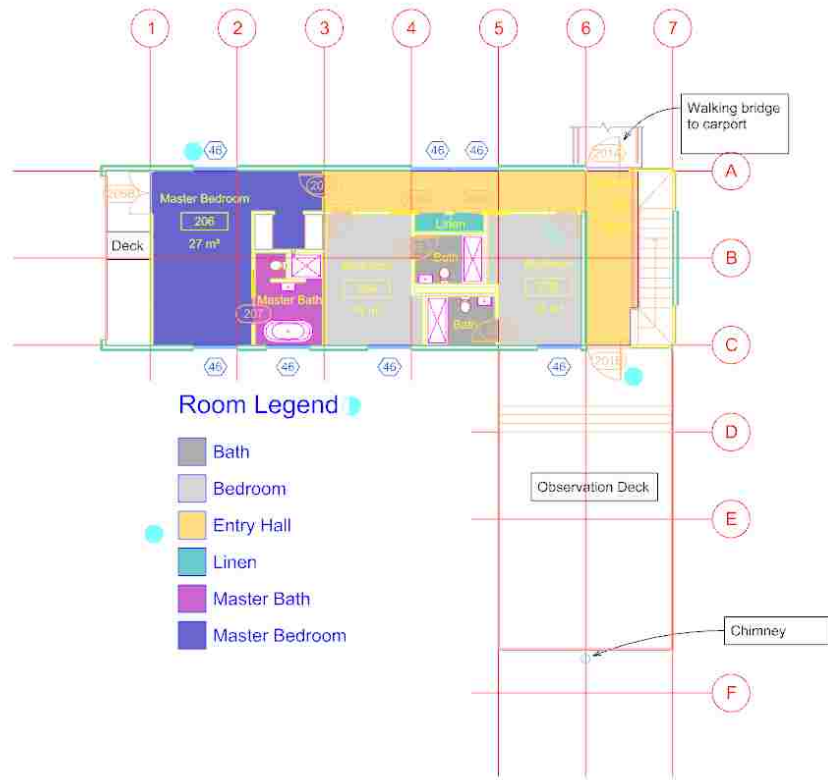 1 2 3 4 5 6 7
Walking bridge
to carport
46 46 46
201A
A
Master Bedroom
206
27 m²
Deck
Linen
Bath
B
Master Bath
207
Bath
C
46 46 46 46
201B
Room Legend
Bath
Bedroom
Entry Hall
Linen
Master Bath
Master Bedroom
D
Observation Deck
E
Chimney
F